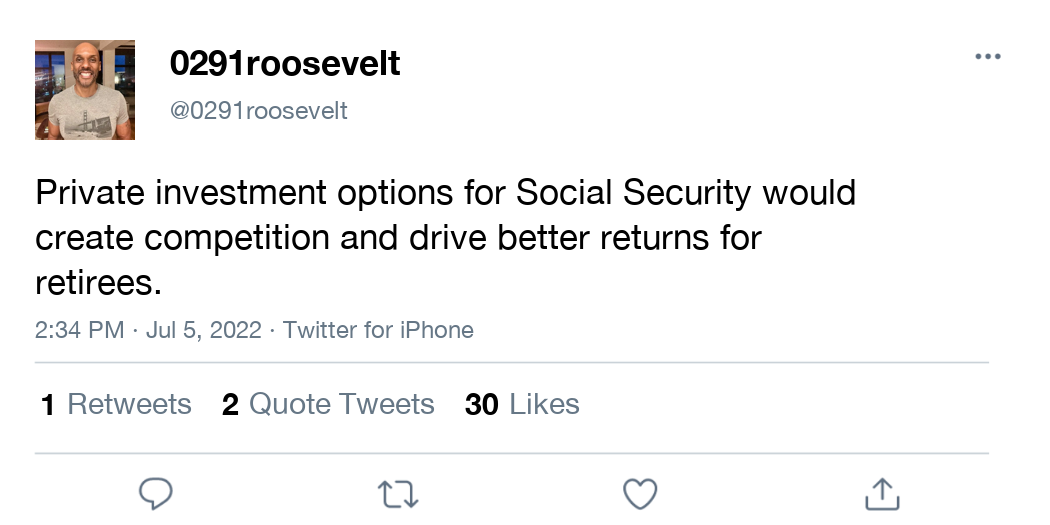 0291roosevelt
@0291roosevelt
Private investment options for Social Security would
create competition and drive better returns for
retirees.
2:34 PM · Jul 5, 2022 · Twitter for iPhone
1 Retweets 2 Quote Tweets 30 Likes